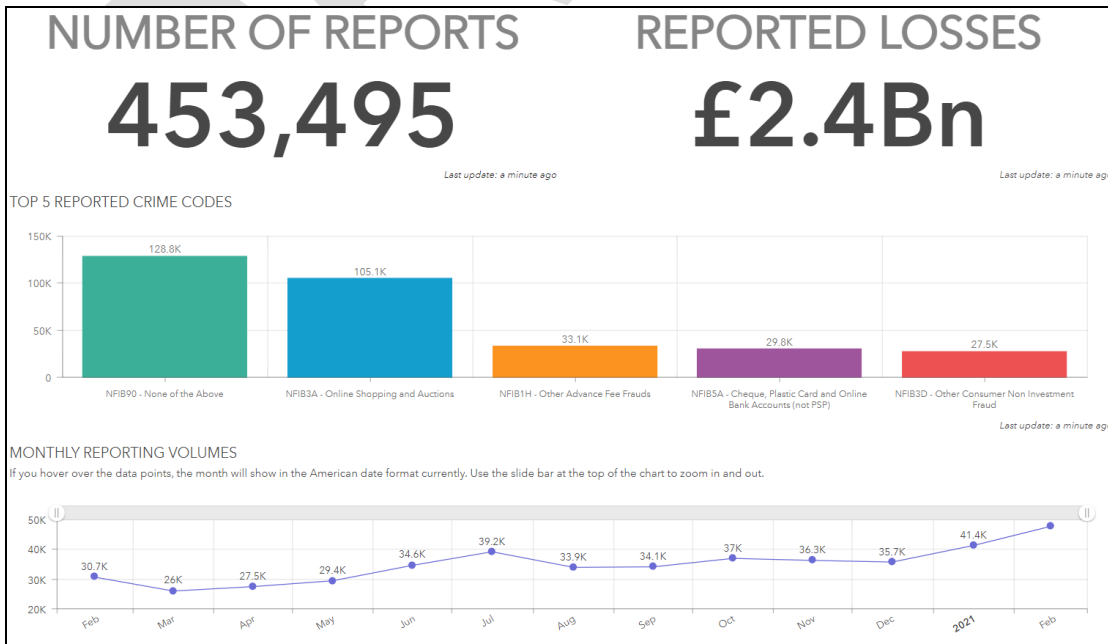 NUMBER OF REPORTS
453,495
Last update: a minute ago
REPORTED LOSSES
£2.4Bn
Last update: a minute ago
TOP 5 REPORTED CRIME CODES
150K
100K
50K
0
128.8K
105.1K
33.1K
29.8K
27.5K
NFIB90 - None of the Above
NFIB3A - Online Shopping and Auctions
NFIB1H - Other Advance Fee Frauds
NFIB5A - Cheque, Plastic Card and Online
Bank Accounts (not PSP)
NFIB3D - Other Consumer Non Investment
Fraud
Last update: a minute ago
MONTHLY REPORTING VOLUMES
If you hover over the data points, the month will show in the American date format currently. Use the slide bar at the top of the chart to zoom in and out.
50K
40K
30K
20K
30.7K
26K
27.5K
29.4K
34.6K
39.2K
33.9K
34.1K
37K
36.3K
35.7K
41.4K
Feb
Mar
Apr
May
Jun
Jul
Aug
Sep
Oct
Nov
Dec
2021
Feb